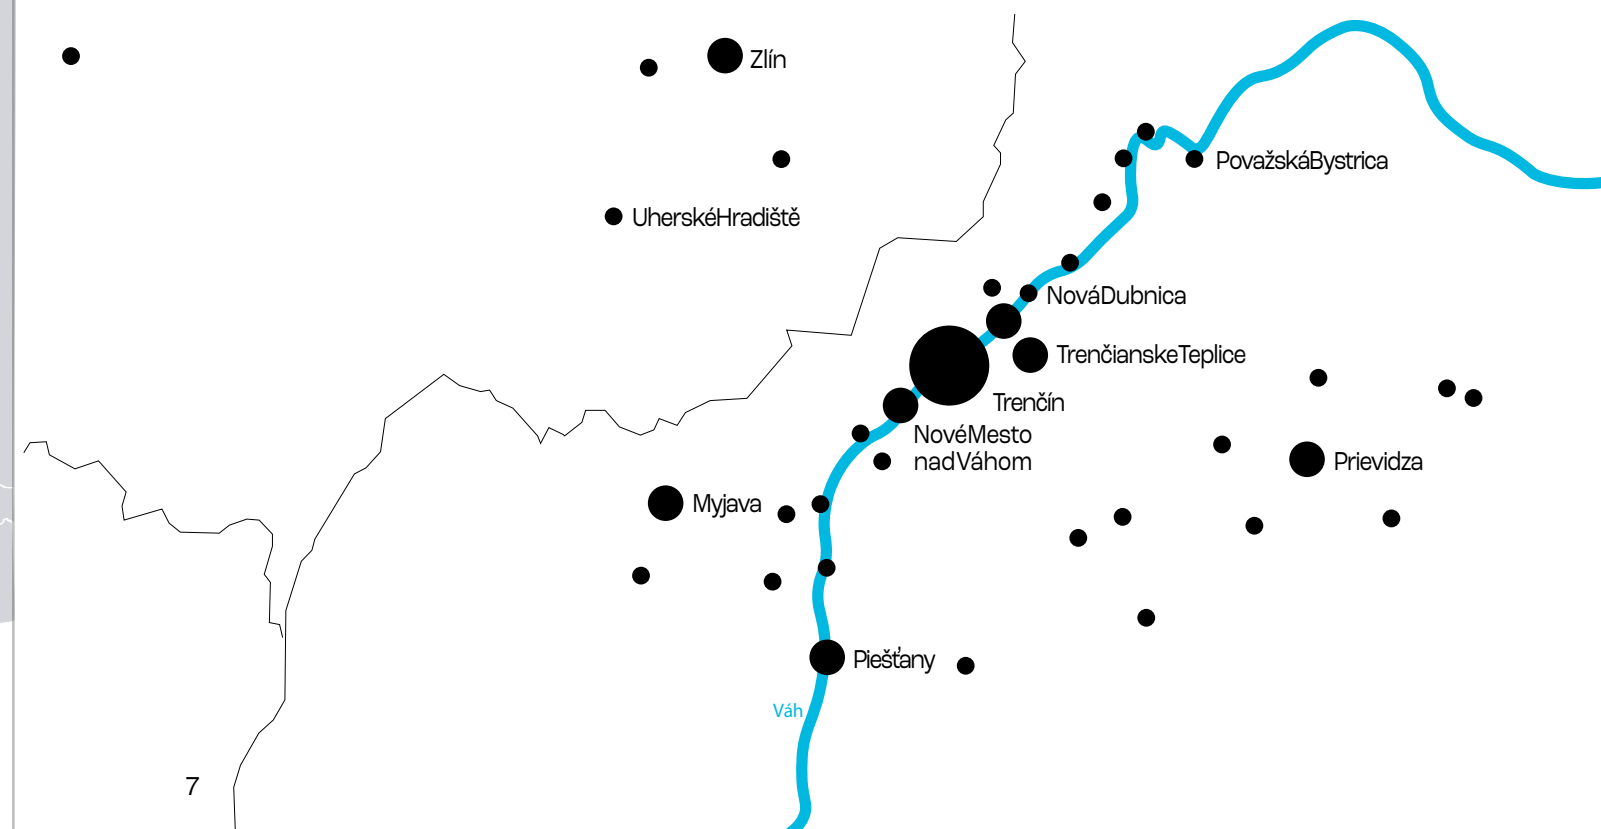 Zlín
PovažskáBystrica
UherskéHradiště
NováDubnica
TrenčianskeTeplice
Trenčín
NovéMesto
nadVáhom
Prievidza
Myjava
Piešťany
Váh
7